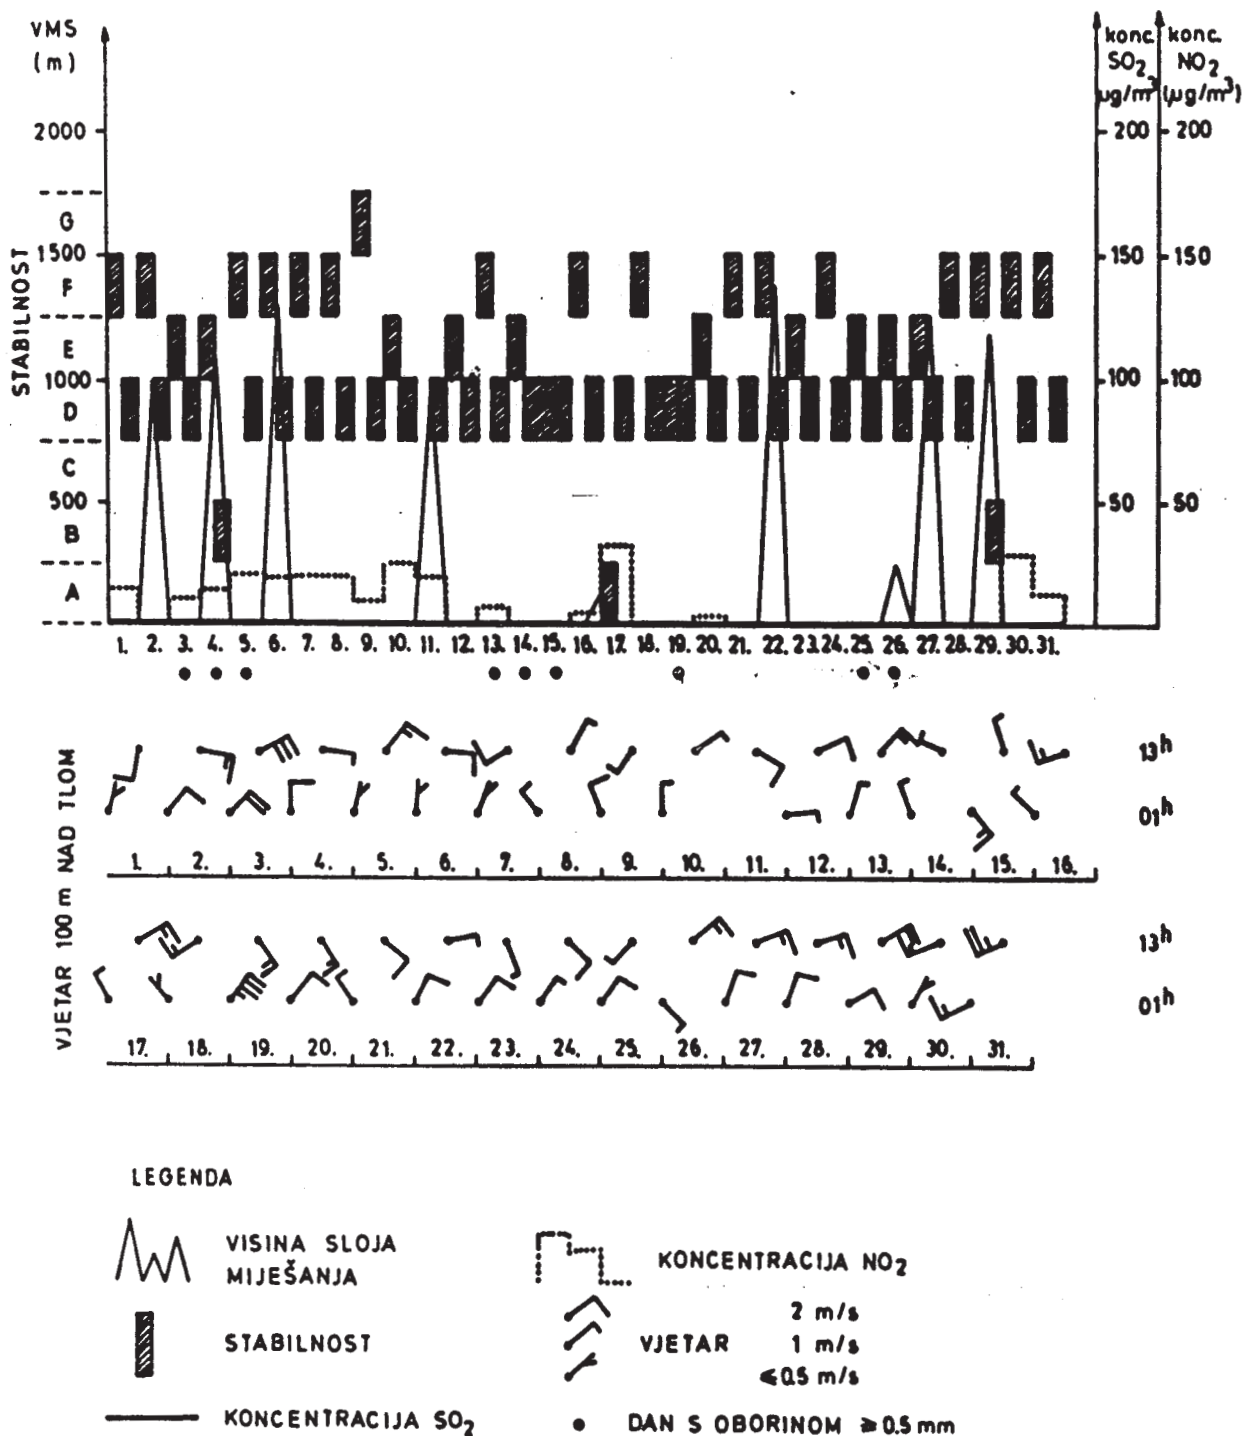 VMS
(m)
konc.
SO2
µg/m³
konc.
NO2
(µg/m³)
2000
200
200
G
1500
150
150
F
E
1000
100
100
D
C
500
50
50
B
A
STABILNOST
1. 2. 3. 4. 5. 6. 7. 8. 9. 10. 11. 12. 13. 14. 15. 16. 17. 18. 19. 20. 21. 22. 23. 24. 25. 26. 27. 28. 29. 30. 31.
VJETAR 100 m NAD TLOM
13h
01h
1. 2. 3. 4. 5. 6. 7. 8. 9. 10. 11. 12. 13. 14. 15. 16.
13h
01h
17. 18. 19. 20. 21. 22. 23. 24. 25. 26. 27. 28. 29. 30. 31.
LEGENDA
VISINA SLOJA
MIJEŠANJA
KONCENTRACIJA NO2
STABILNOST
VJETAR
2 m/s
1 m/s
≤0.5 m/s
KONCENTRACIJA SO2
DAN S OBORINOM ≥0.5 mm